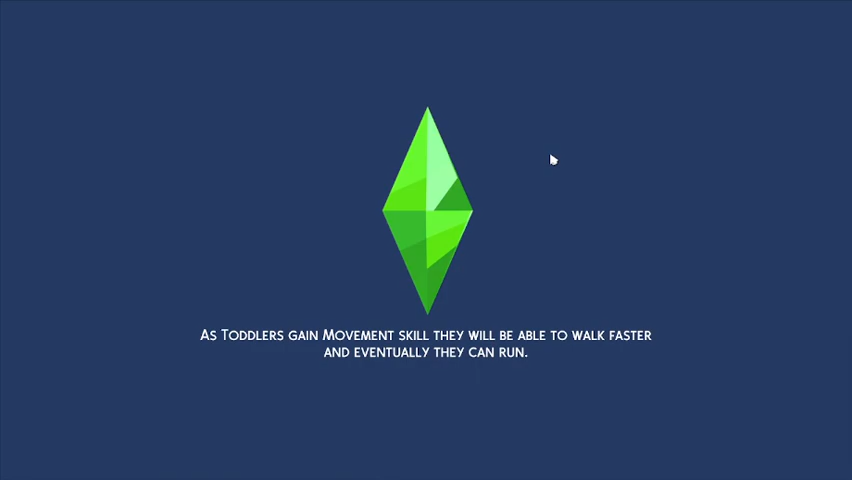 As Toddlers gain Movement skill they will be able to walk faster
and eventually they can run.